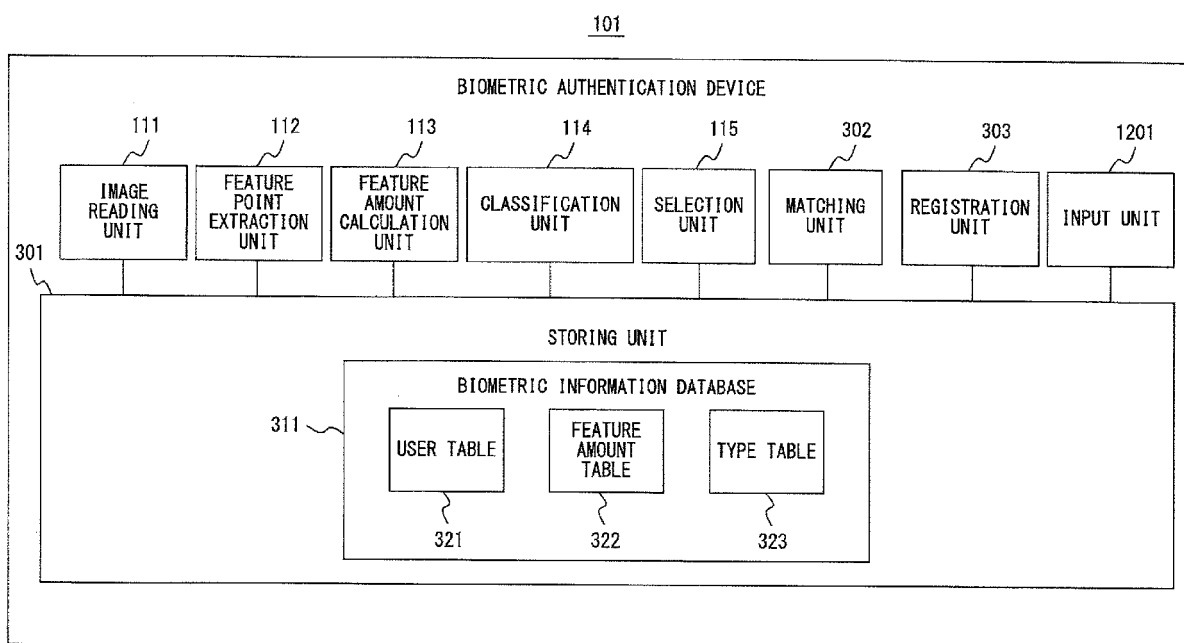 101
BIOMETRIC AUTHENTICATION DEVICE
111
112
113
114
115
302
303
1201
IMAGE
READING
UNIT
FEATURE
POINT
EXTRACTION
UNIT
FEATURE
AMOUNT
CALCULATION
UNIT
CLASSIFICATION
UNIT
SELECTION
UNIT
MATCHING
UNIT
REGISTRATION
UNIT
INPUT UNIT
301
STORING UNIT
BIOMETRIC INFORMATION DATABASE
311
USER TABLE
FEATURE
AMOUNT
TABLE
TYPE TABLE
321
322
323